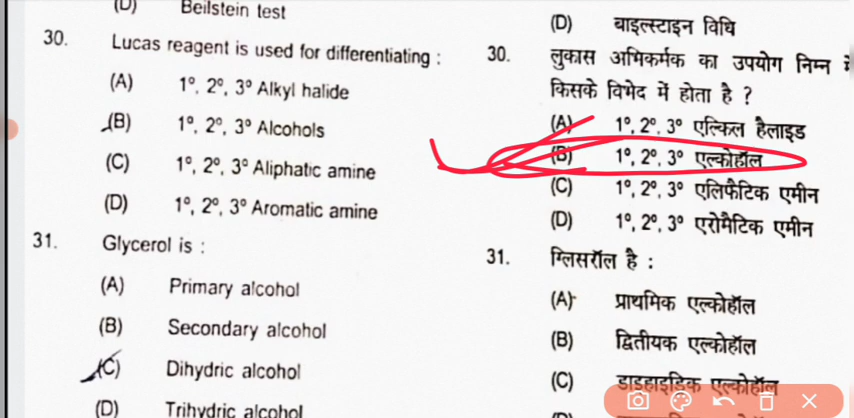 (D) Beilstein test
30. Lucas reagent is used for differentiating :
(A) 1°, 2°, 3° Alkyl halide
(B) 1°, 2°, 3° Alcohols
(C) 1°, 2°, 3° Aliphatic amine
(D) 1°, 2°, 3° Aromatic amine
31. Glycerol is :
(A) Primary alcohol
(B) Secondary alcohol
(C) Dihydric alcohol
(D) Trihydric alcohol
(D) बाइल्स्टाइन विधि
30. लुकास अभिकर्मक का उपयोग निम्न में
किसके विभेद में होता है ?
(A) 1°, 2°, 3° एल्किल हैलाइड
(B) 1°, 2°, 3° एल्कोहॉल
(C) 1°, 2°, 3° एलिफैटिक एमीन
(D) 1°, 2°, 3° एरोमैटिक एमीन
31. ग्लिसरॉल है :
(A) प्राथमिक एल्कोहॉल
(B) द्वितीयक एल्कोहॉल
(C) डाइहाइड्रिक एल्कोहॉल
(D)